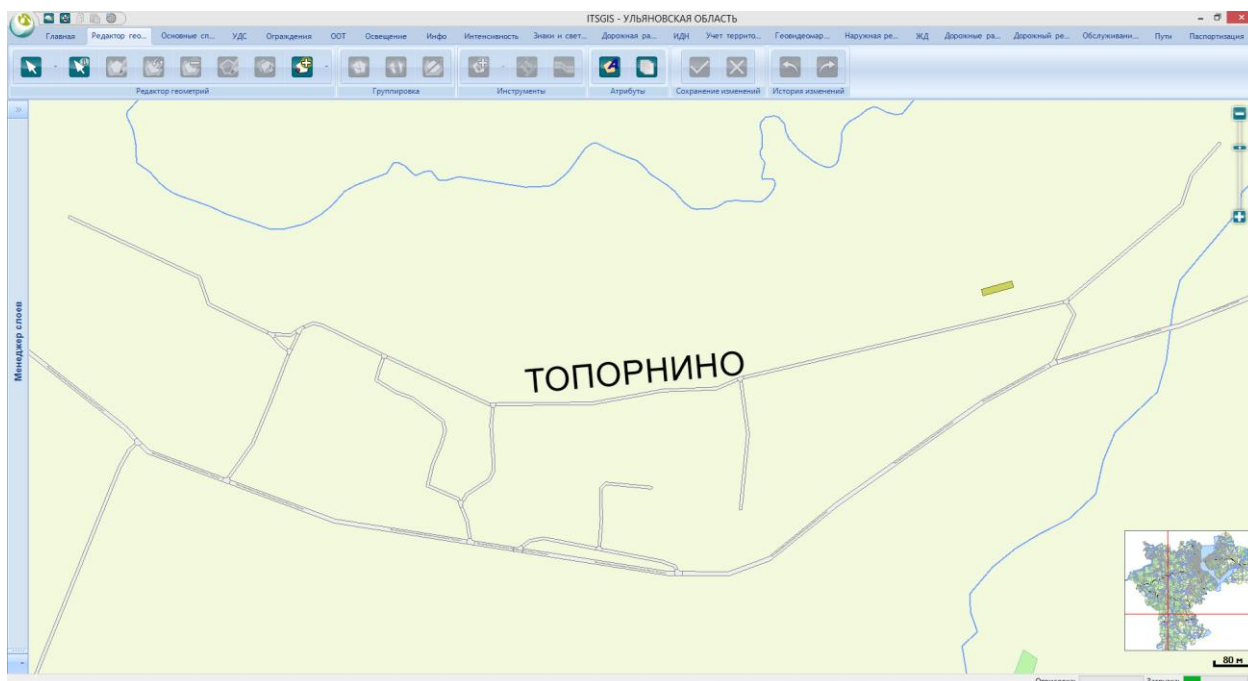 ITSGIS - УЛЬЯНОВСКАЯ ОБЛАСТЬ
Главная Редактор гео... Основные сп... УДС Ограждения ООТ Освещение Инфо Интенсивность Знаки и свет... Дорожная ра... ИДН Учет террито... Геовидеомар... Наружная ре... ЖД Дорожные ра... Дорожный ре... Обслуживани... Пути Паспортизация
Редактор геометрий Группировка Инструменты Атрибуты Сохранение изменений История изменений
Менеджер слоев
ТОПОРНИНО
80 м